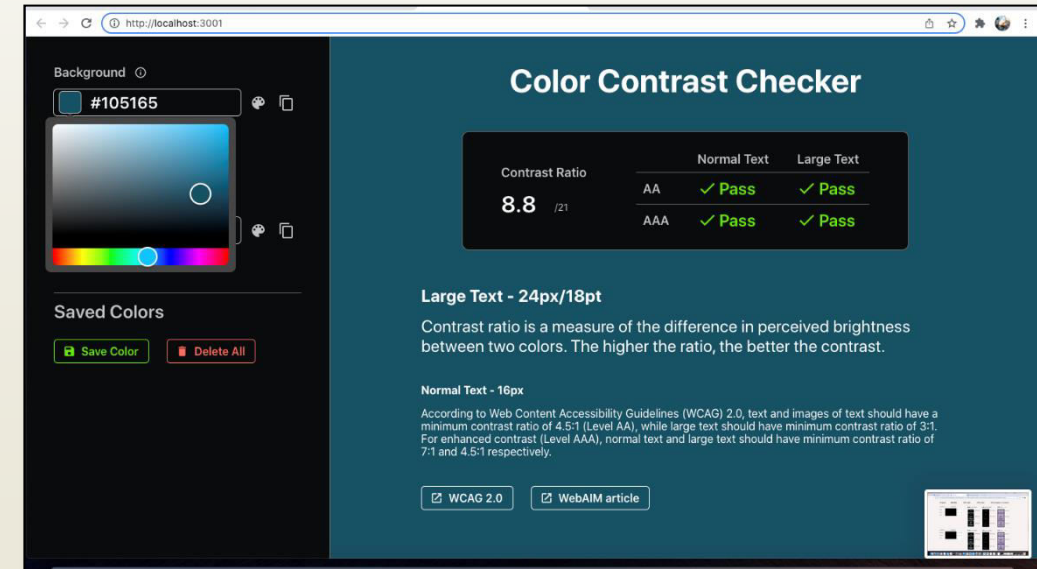 http://localhost:3001
Background
#105165
Saved Colors
Save Color
Delete All
Color Contrast Checker
Normal Text Large Text
Contrast Ratio
8.8 /21
AA ✓ Pass ✓ Pass
AAA ✓ Pass ✓ Pass
Large Text - 24px/18pt
Contrast ratio is a measure of the difference in perceived brightness
between two colors. The higher the ratio, the better the contrast.
Normal Text - 16px
According to Web Content Accessibility Guidelines (WCAG) 2.0, text and images of text should have a
minimum contrast ratio of 4.5:1 (Level AA), while large text should have minimum contrast ratio of 3:1.
For enhanced contrast (Level AAA), normal text and large text should have minimum contrast ratio of
7:1 and 4.5:1 respectively.
WCAG 2.0
WebAIM article